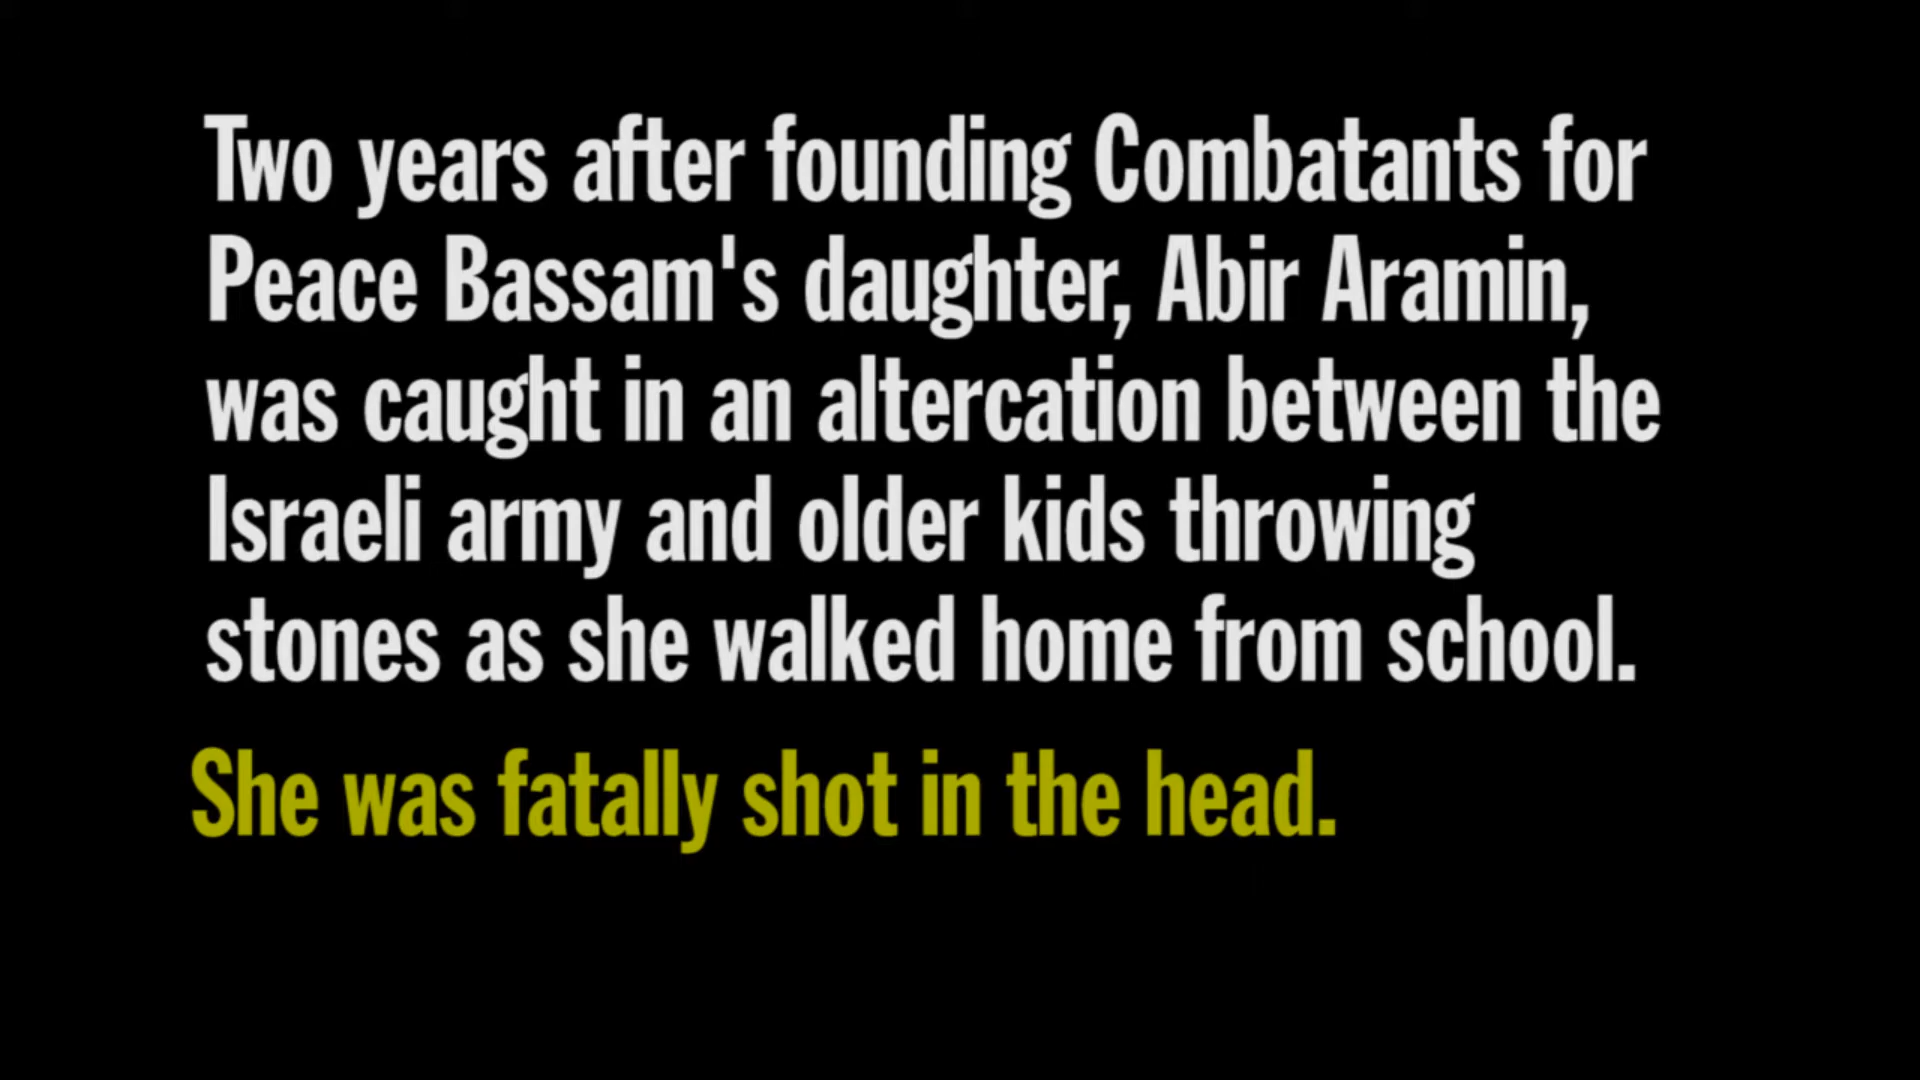 Two years after founding Combatants for
Peace Bassam's daughter, Abir Aramin,
was caught in an altercation between the
Israeli army and older kids throwing
stones as she walked home from school.
She was fatally shot in the head.